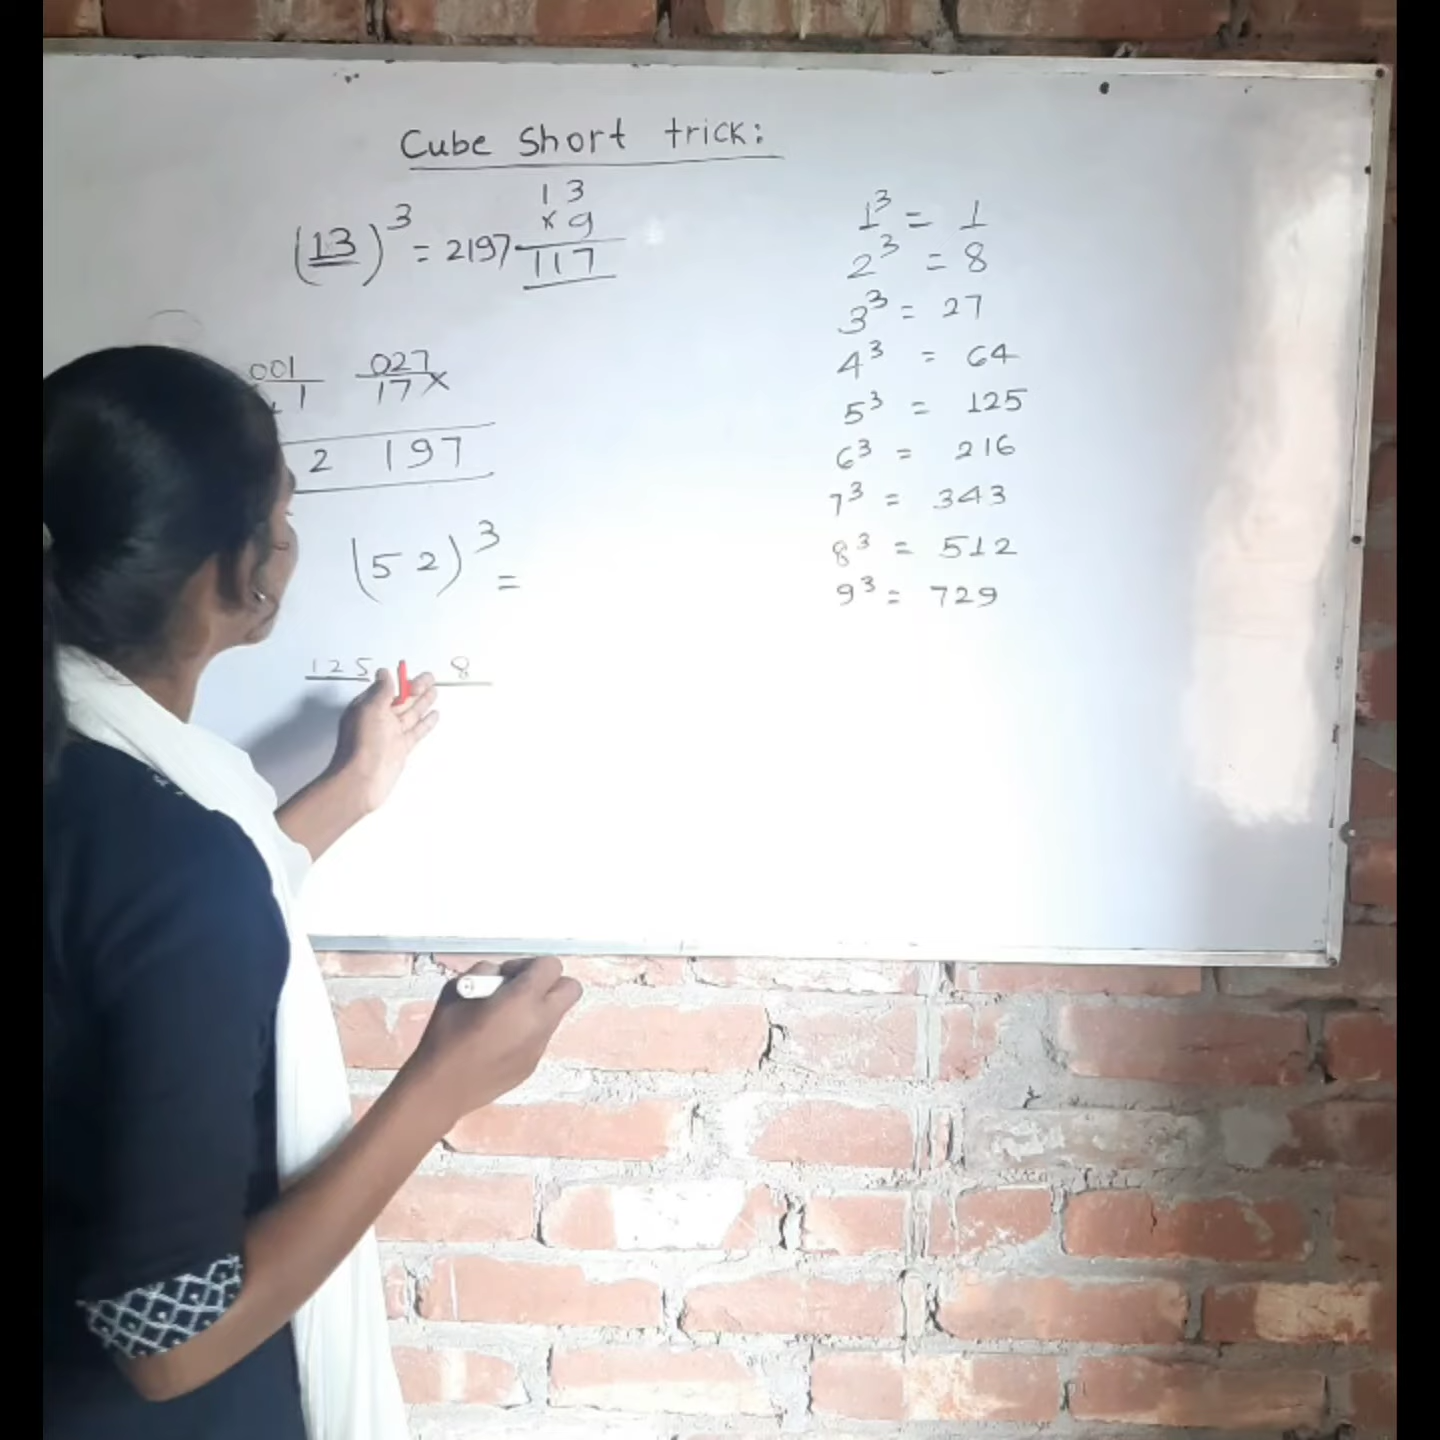 Cube Short trick:
13
×9
(13)³ = 2197
117
001 027
1 17×
2 197
(52)³ =
125 8
1³ = 1
2³ = 8
3³ = 27
4³ = 64
5³ = 125
6³ = 216
7³ = 343
8³ = 512
9³ = 729